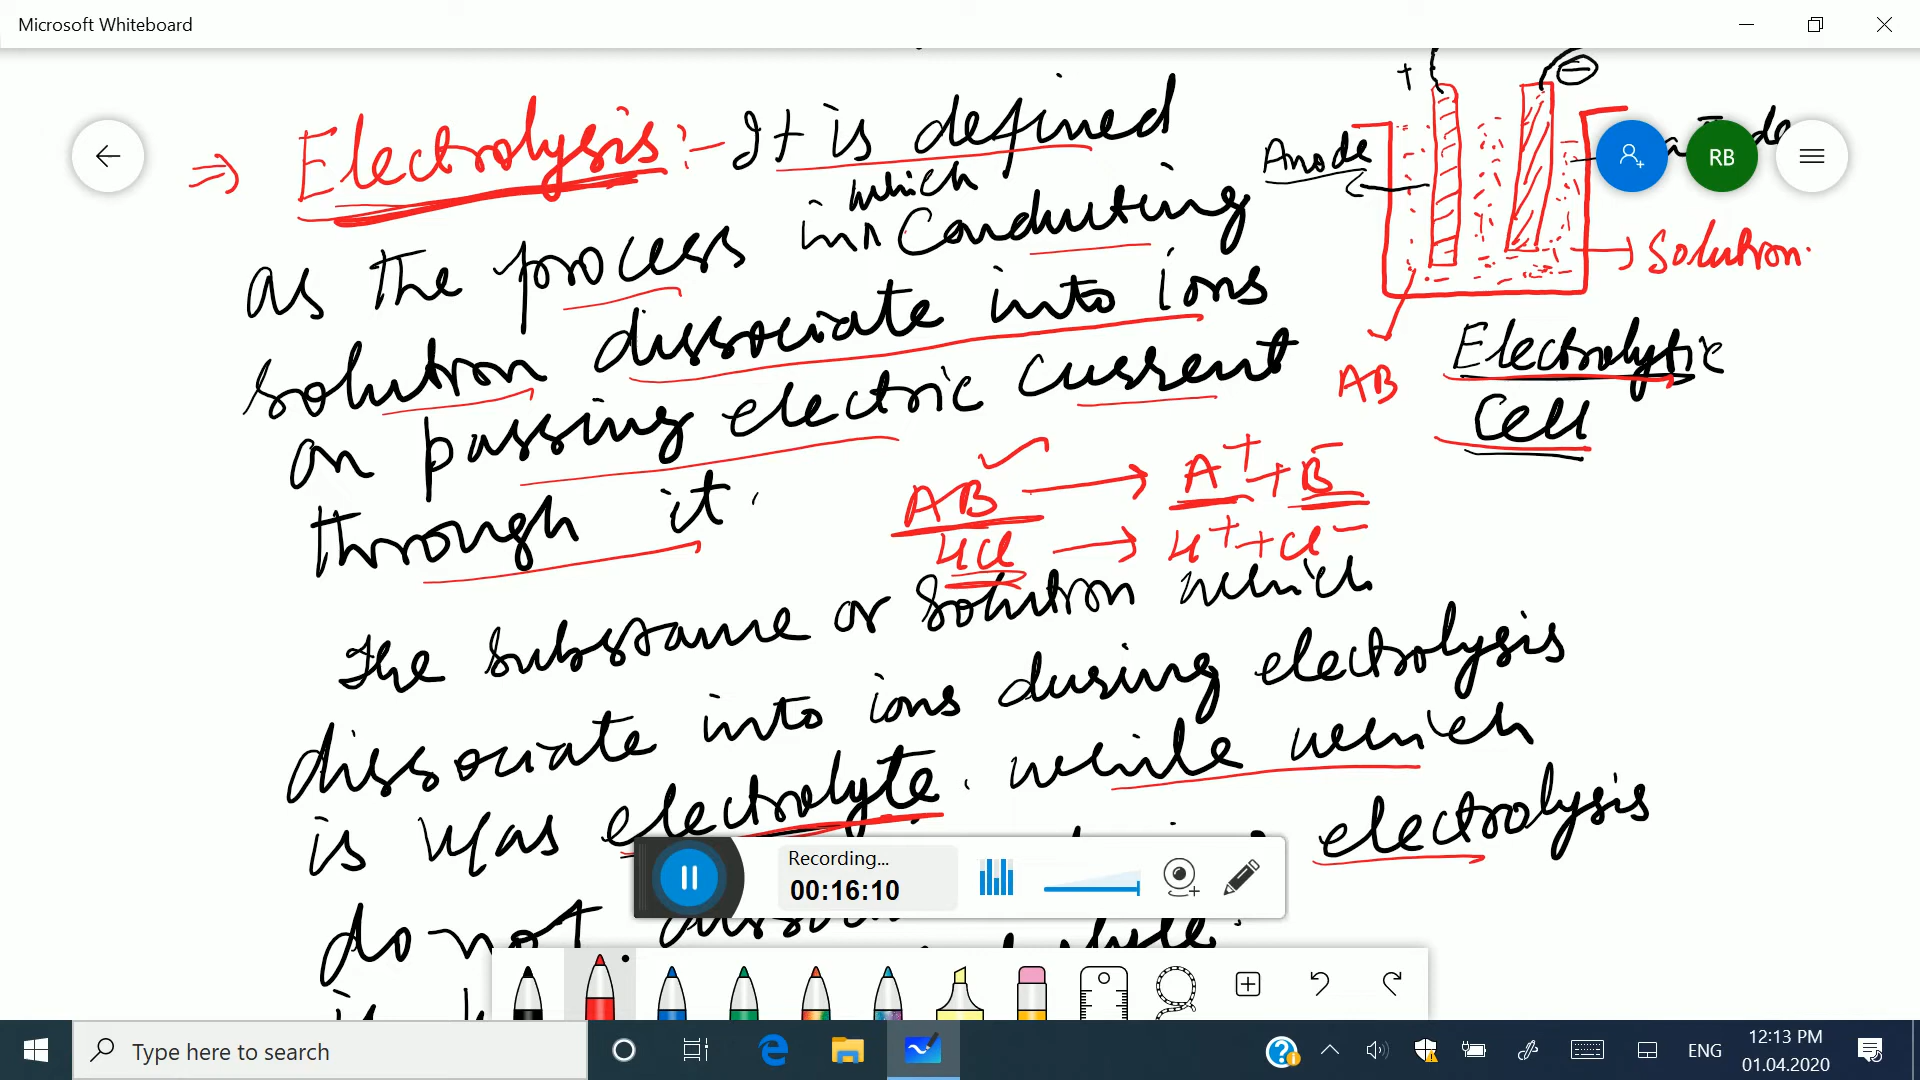 Microsoft Whiteboard
⇒ Electrolysis :- It is defined
as the process in which Conducting
solution dissociate into ions
on passing electric current
through it.
+
−
Anode
RB
→ Solution.
AB
Electrolytic
Cell
AB → A⁺ + B⁻
HCl → H⁺ + Cl⁻
The substance or solution which
dissociate into ions during electrolysis
is k/as electrolyte. while which
electrolysis
do not
Recording...
00:16:10
Type here to search
ENG
12:13 PM
01.04.2020